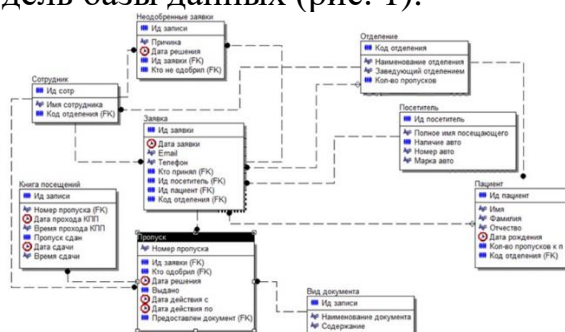 дель базы данных (рис. 1).
Неодобренные заявки
Ид записи
Причина
Дата решения
Ид заявки (FK)
Кто не одобрил (FK)
Отделение
Код отделения
Наименование отделения
Заведующий отделением
Кол-во пропусков
Сотрудник
Ид сотр
Имя сотрудника
Код отделения (FK)
Заявка
Ид заявки
Дата заявки
Email
Телефон
Кто принял (FK)
Ид посетитель (FK)
Ид пациент (FK)
Код отделения (FK)
Посетитель
Ид посетитель
Полное имя посещающего
Наличие авто
Номер авто
Марка авто
Книга посещений
Ид записи
Номер пропуска (FK)
Дата прохода КПП
Время прохода КПП
Пропуск сдан
Дата сдачи
Время сдачи
Пациент
Ид пациент
Имя
Фамилия
Отчество
Дата рождения
Кол-во пропусков к п
Код отделения (FK)
Пропуск
Номер пропуска
Ид заявки (FK)
Кто одобрил (FK)
Дата решения
Выдано
Дата действия с
Дата действия по
Предоставлен документ (FK)
Вид документа
Ид записи
Наименование документа
Содержание